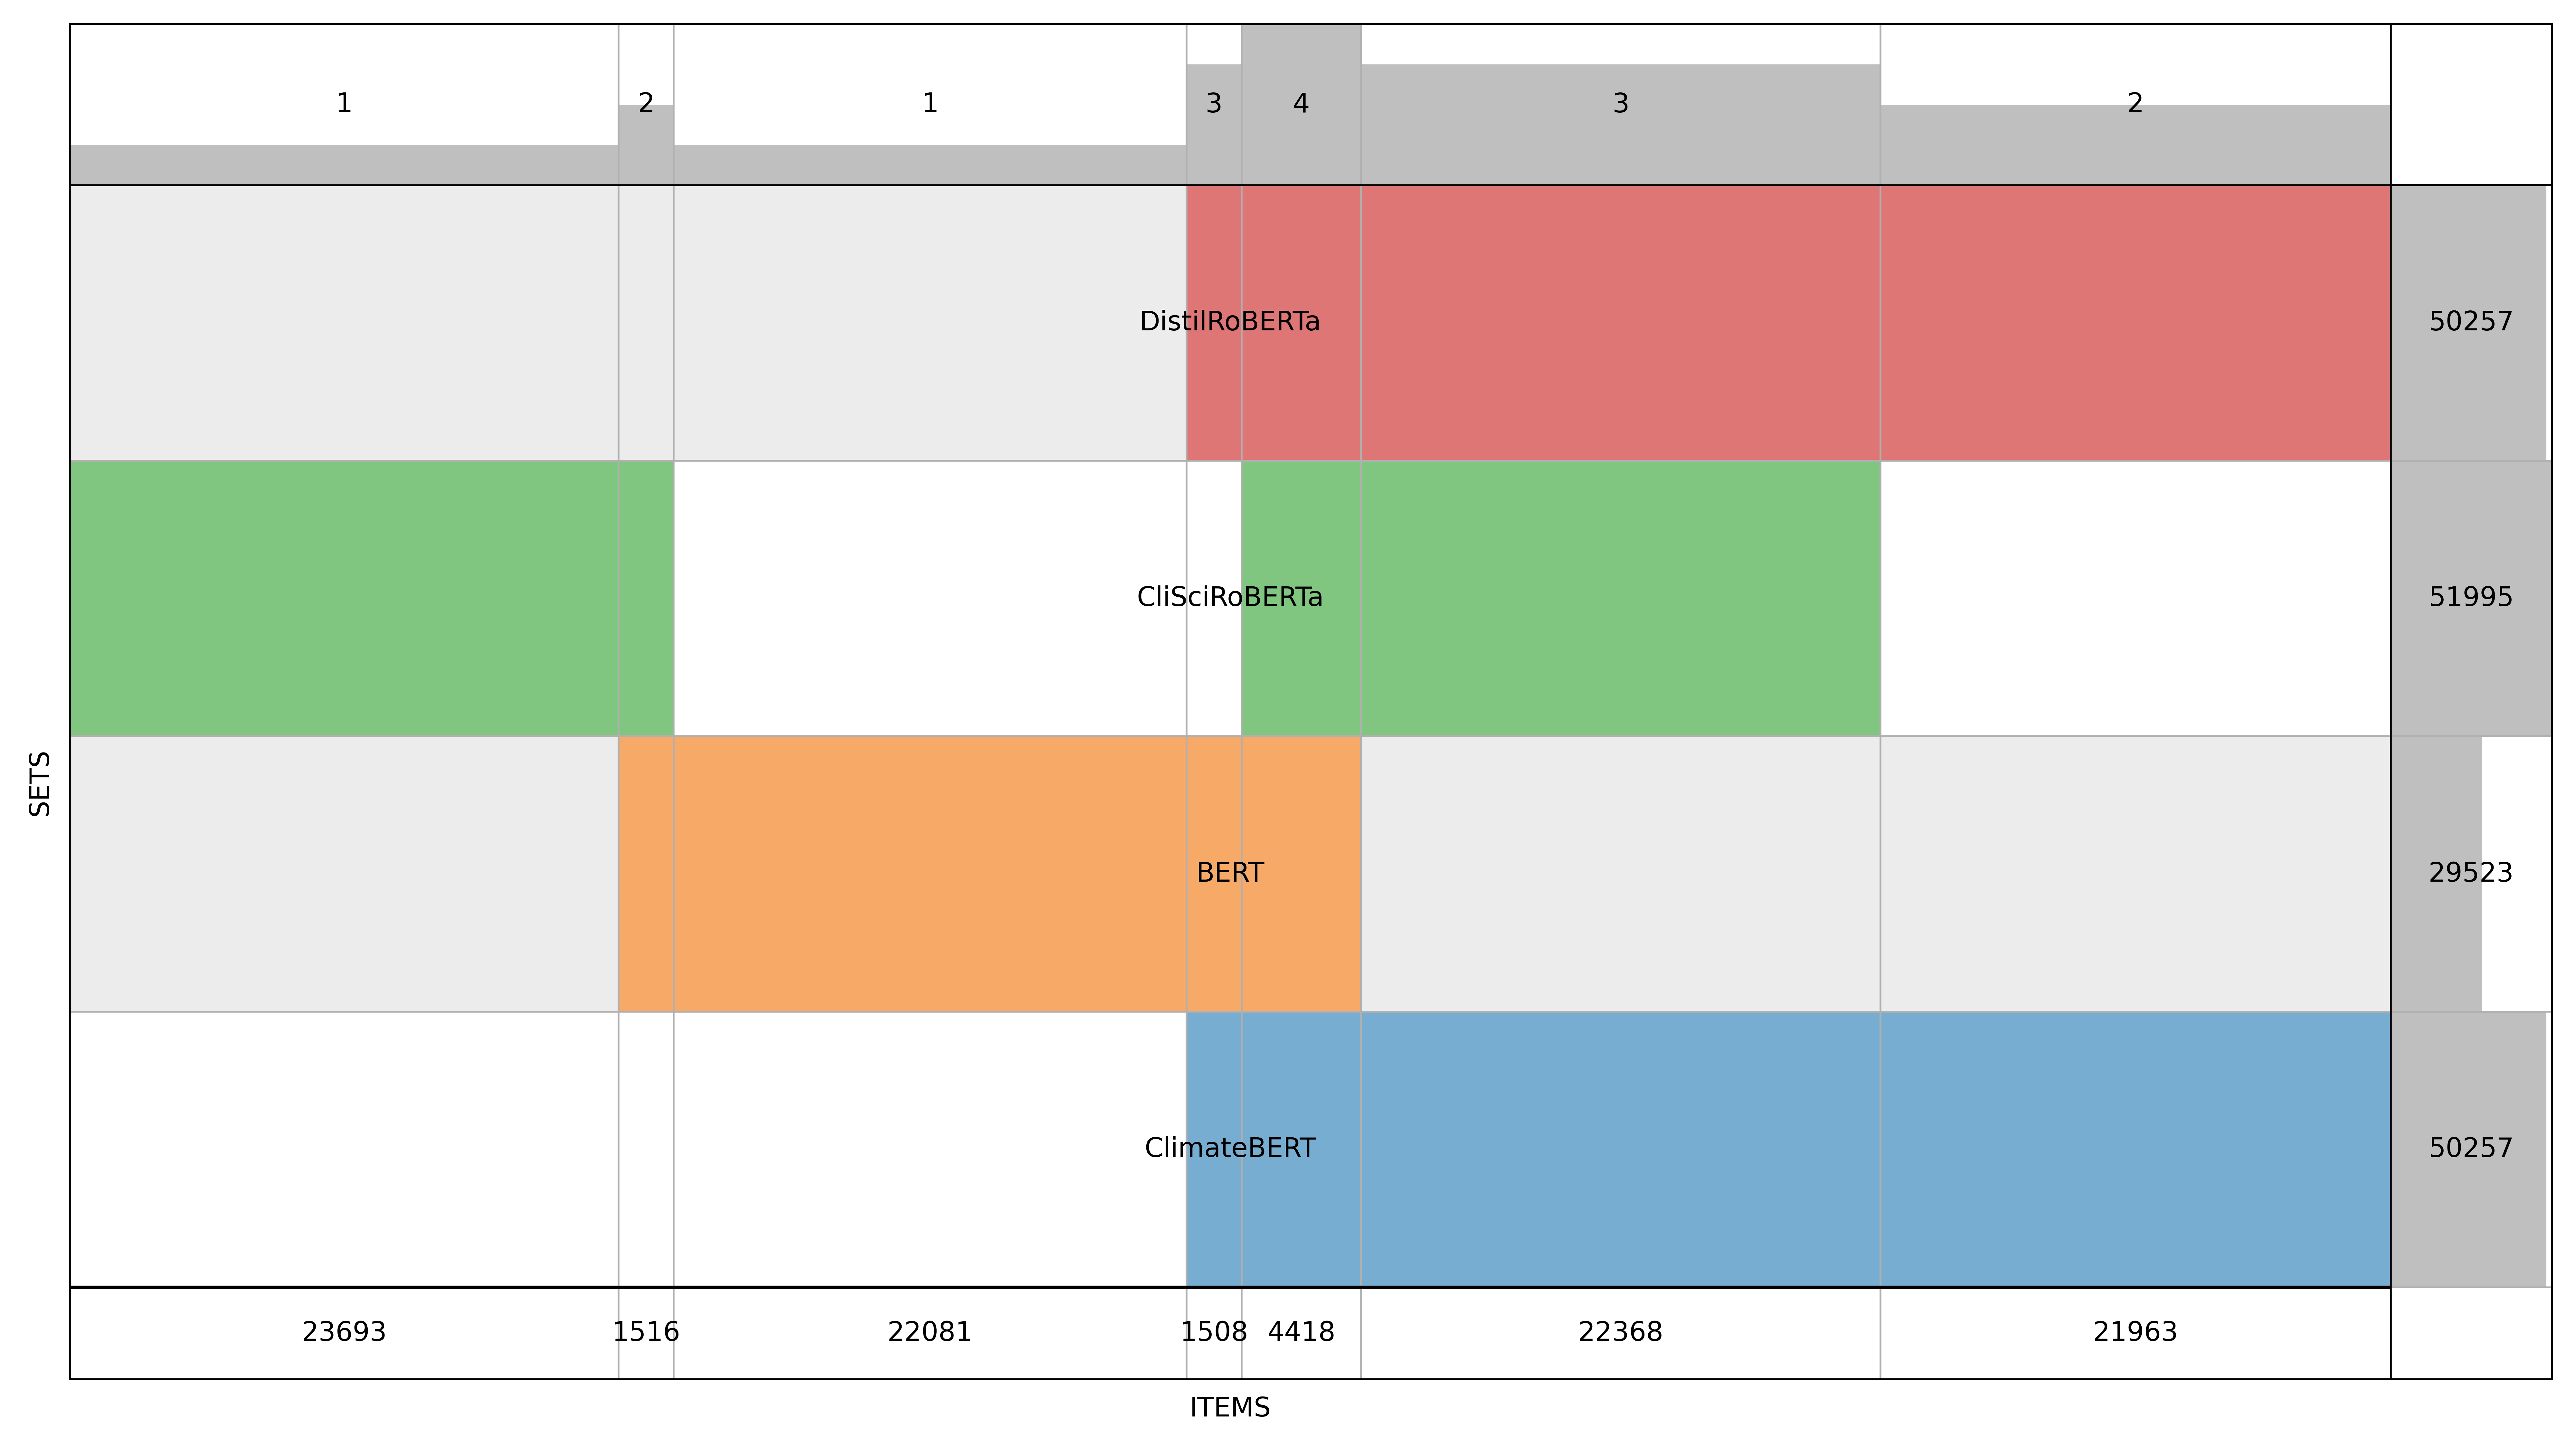 1 2 1 3 4 3 2
DistilRoBERTa 50257
CliSciRoBERTa 51995
SETS
BERT 29523
ClimateBERT 50257
23693 1516 22081 1508 4418 22368 21963
ITEMS